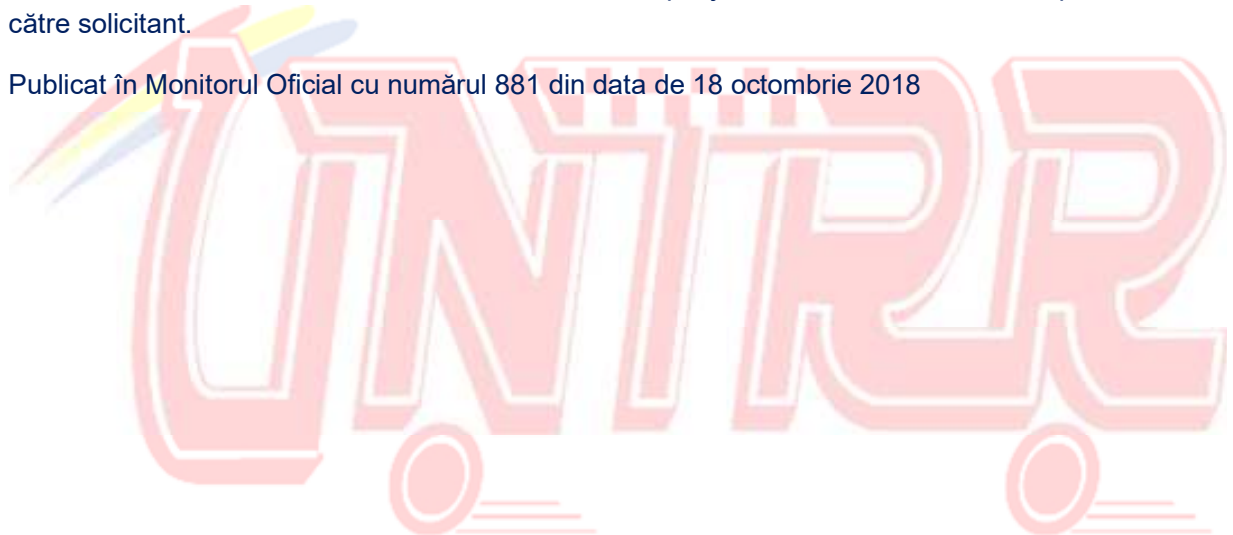 către solicitant.
Publicat în Monitorul Oficial cu numărul 881 din data de 18 octombrie 2018
UNTRR